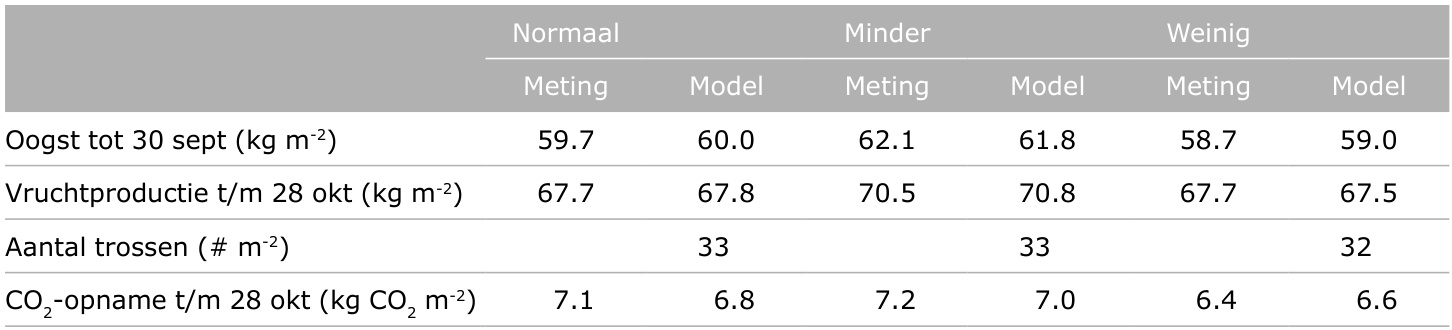 Normaal Minder Weinig
Meting Model Meting Model Meting Model
Oogst tot 30 sept (kg m⁻²) 59.7 60.0 62.1 61.8 58.7 59.0
Vruchtproductie t/m 28 okt (kg m⁻²) 67.7 67.8 70.5 70.8 67.7 67.5
Aantal trossen (# m⁻²) 33 33 32
CO₂-opname t/m 28 okt (kg CO₂ m⁻²) 7.1 6.8 7.2 7.0 6.4 6.6